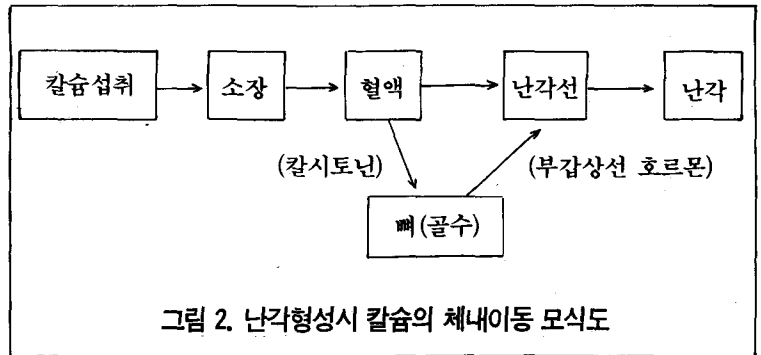 칼슘섭취 소장 혈액 난각선 난각
(칼시토닌) (부갑상선 호르몬)
뼈(골수)
그림 2. 난각형성시 칼슘의 체내이동 모식도